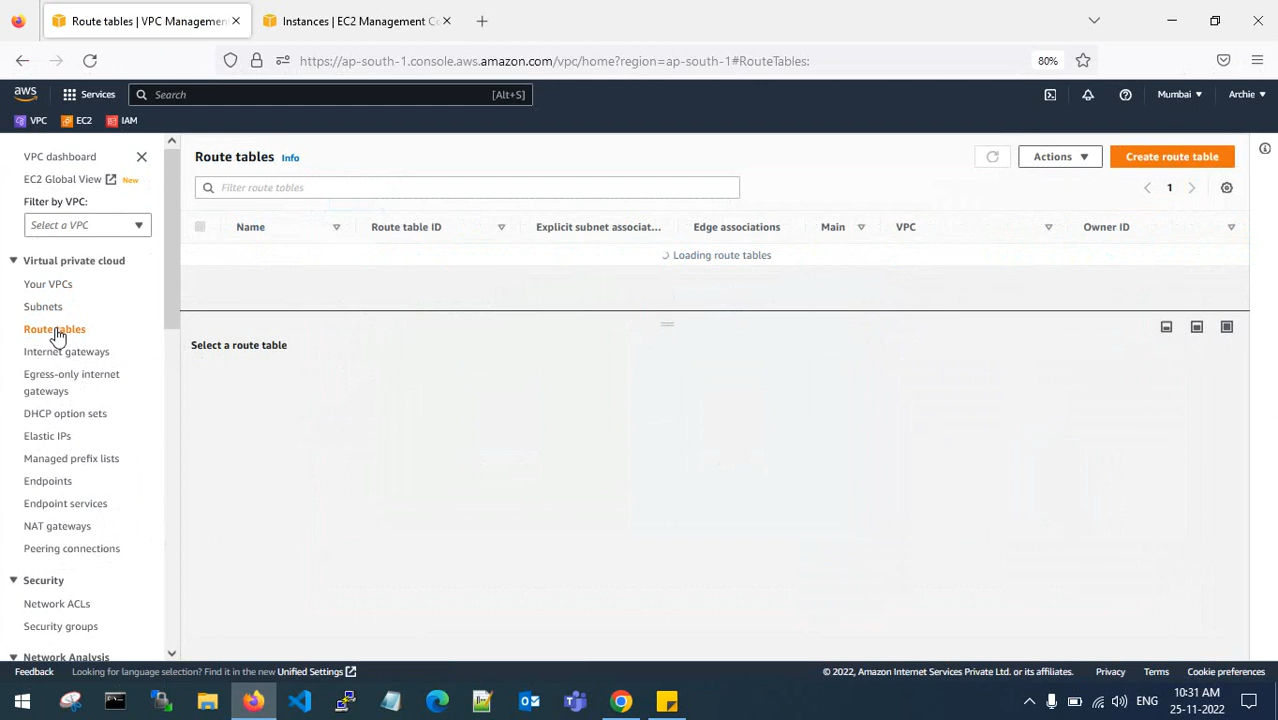 Route tables | VPC Managemen
Instances | EC2 Management C
https://ap-south-1.console.aws.amazon.com/vpc/home?region=ap-south-1#RouteTables:
80%
aws
Services
Search
[Alt+S]
Mumbai
Archie
VPC
EC2
IAM
VPC dashboard
EC2 Global View
New
Filter by VPC:
Select a VPC
Virtual private cloud
Your VPCs
Subnets
Route tables
Internet gateways
Egress-only internet
gateways
DHCP option sets
Elastic IPs
Managed prefix lists
Endpoints
Endpoint services
NAT gateways
Peering connections
Security
Network ACLs
Security groups
Network Analysis
Route tables Info
Actions
Create route table
Filter route tables
1
Name
Route table ID
Explicit subnet associat...
Edge associations
Main
VPC
Owner ID
Loading route tables
Select a route table
Feedback
Looking for language selection? Find it in the new Unified Settings
© 2022, Amazon Internet Services Private Ltd. or its affiliates.
Privacy
Terms
Cookie preferences
ENG
10:31 AM
25-11-2022